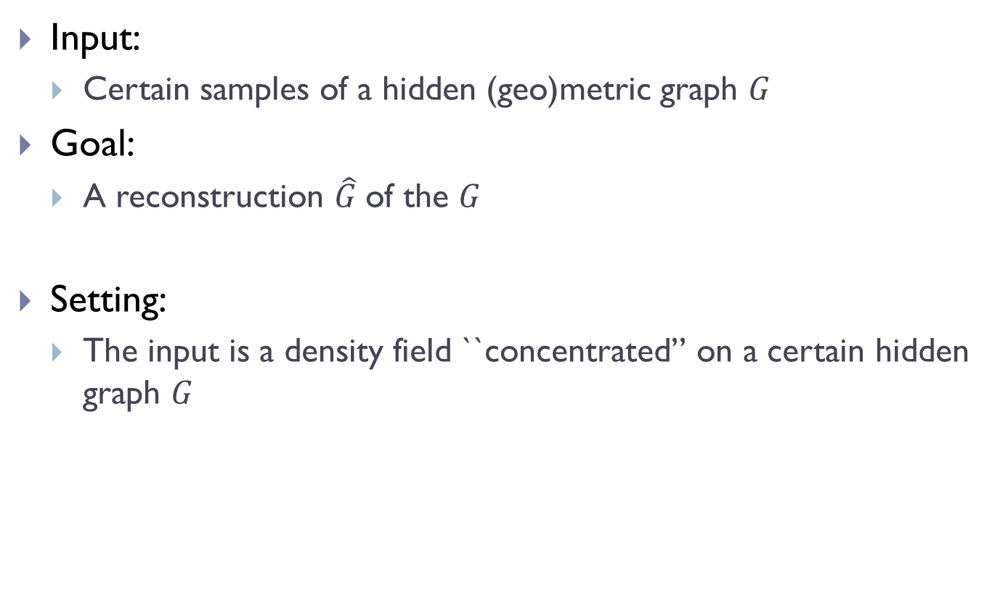 Input:
Certain samples of a hidden (geo)metric graph G
Goal:
A reconstruction Ĝ of the G
Setting:
The input is a density field ``concentrated” on a certain hidden
graph G